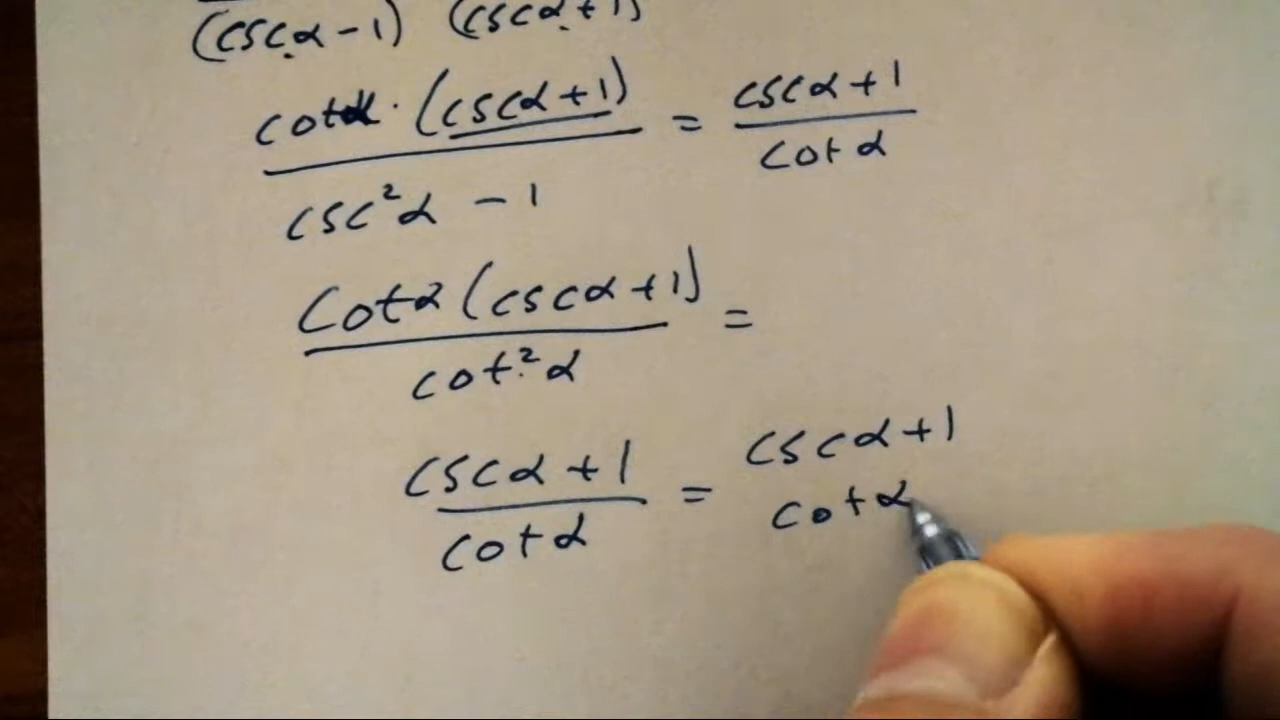 (cscα - 1) (cscα + 1)
cotα · (cscα + 1) = cscα + 1
csc²α - 1 cotα
Cotα (cscα + 1) =
cot²α
cscα + 1 = cscα + 1
cotα cotα